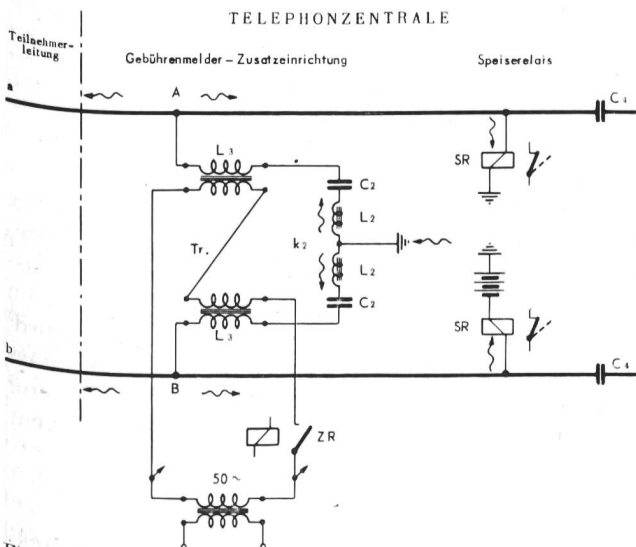 TELEPHONZENTRALE
Teilnehmer-
leitung
Gebührenmelder – Zusatzeinrichtung
Speiserelais
a
A
C4
L3
SR
C2
L2
k2
Tr.
L2
C2
L3
SR
b
B
C4
ZR
50 ~